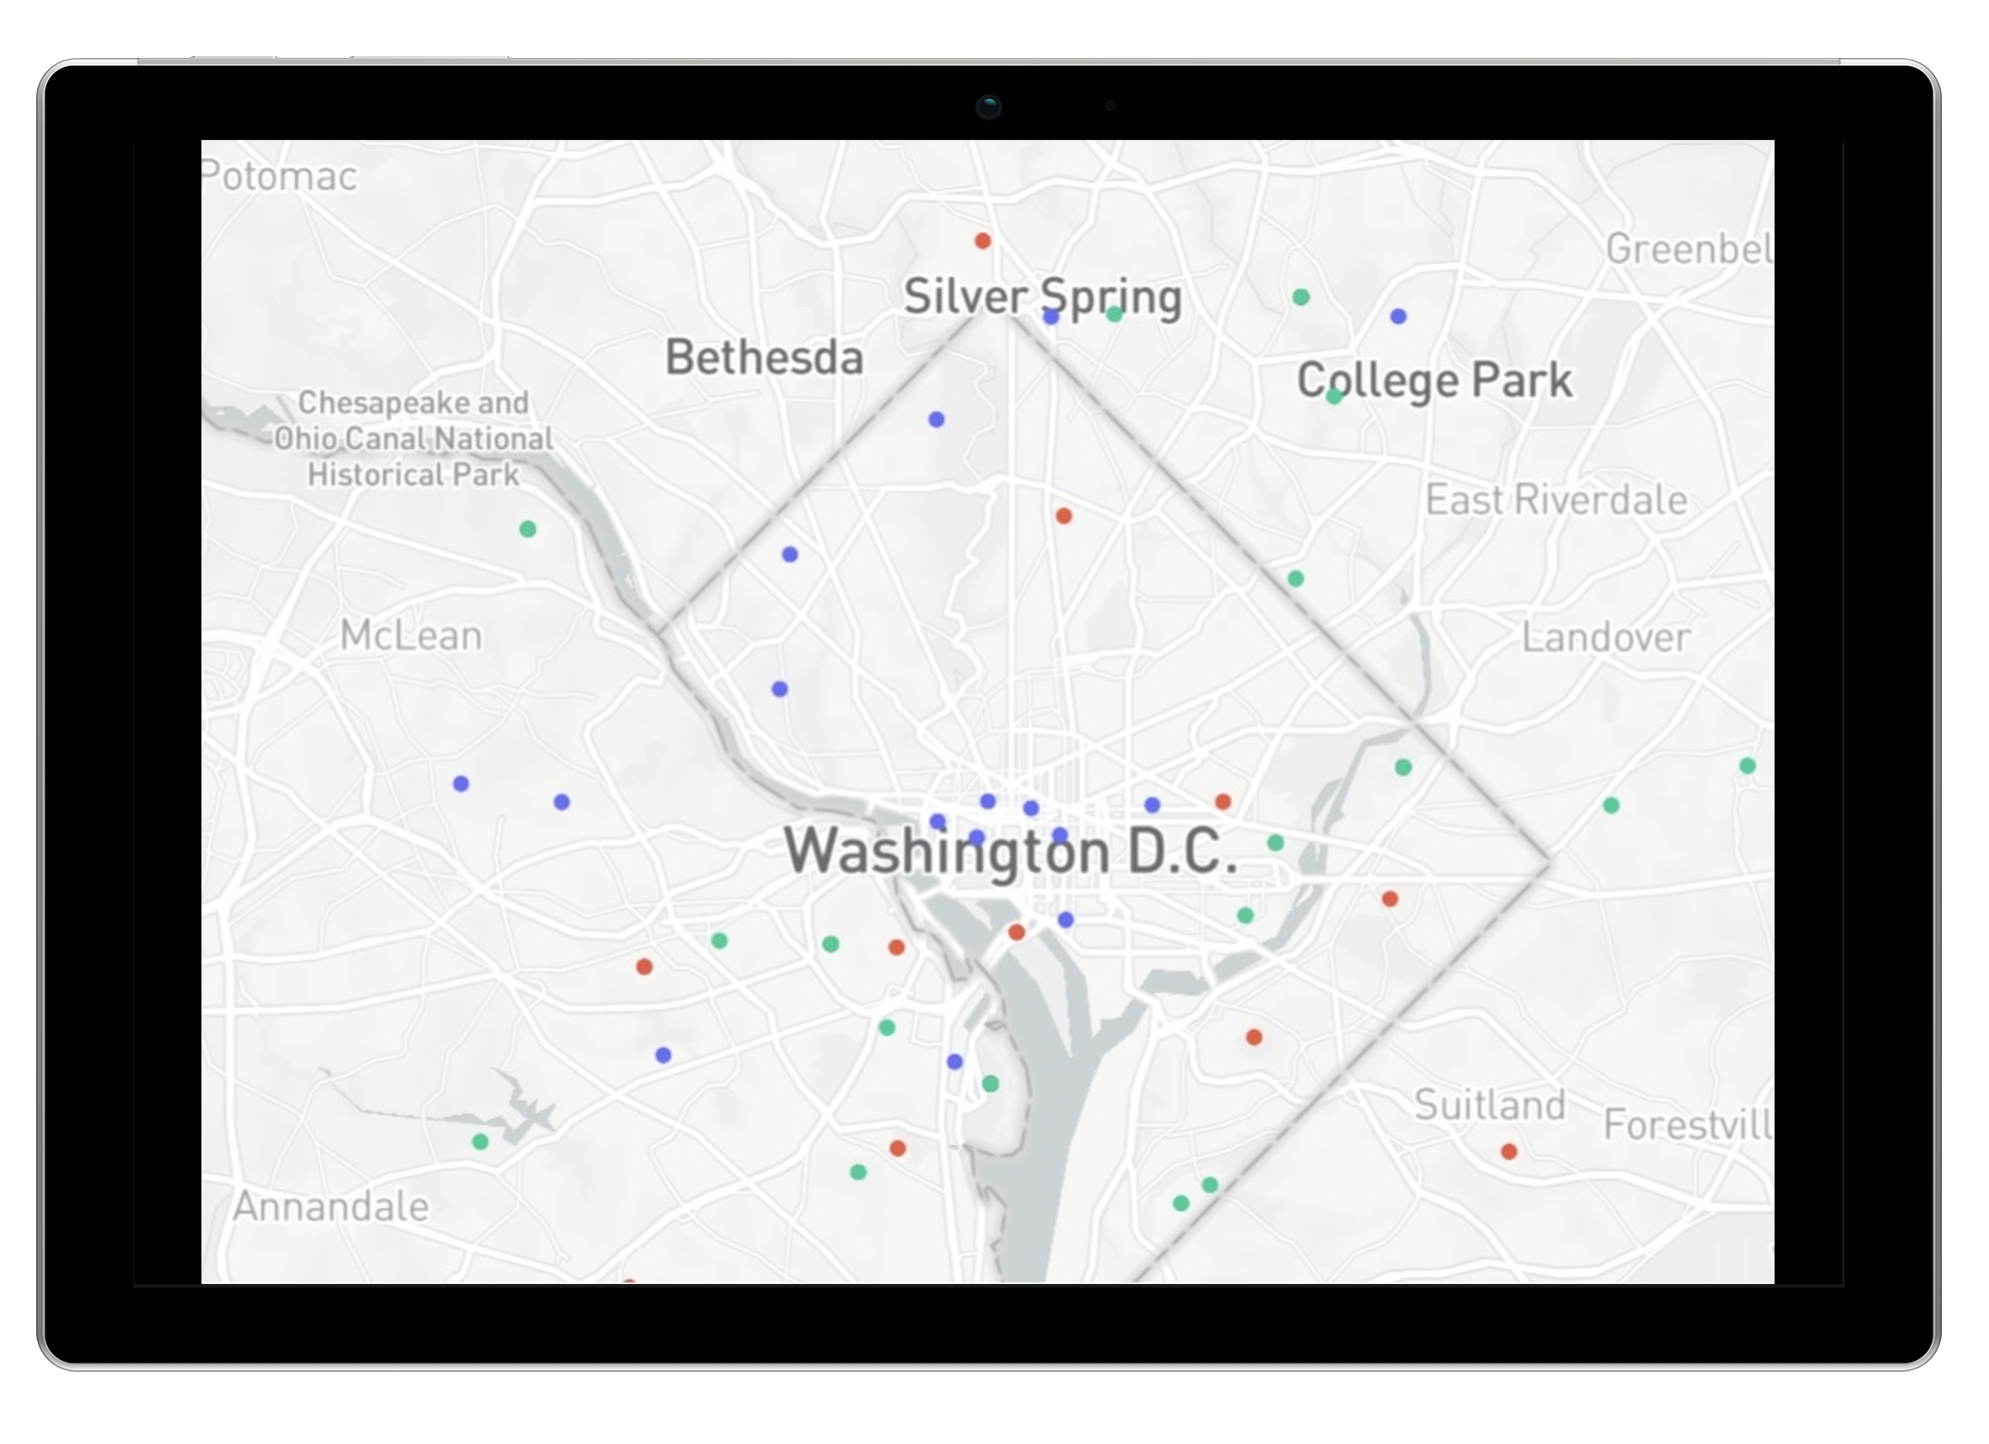 Potomac
Greenbel
Silver Spring
Bethesda
College Park
Chesapeake and
Ohio Canal National
Historical Park
East Riverdale
McLean
Landover
Washington D.C.
Suitland
Forestvill
Annandale